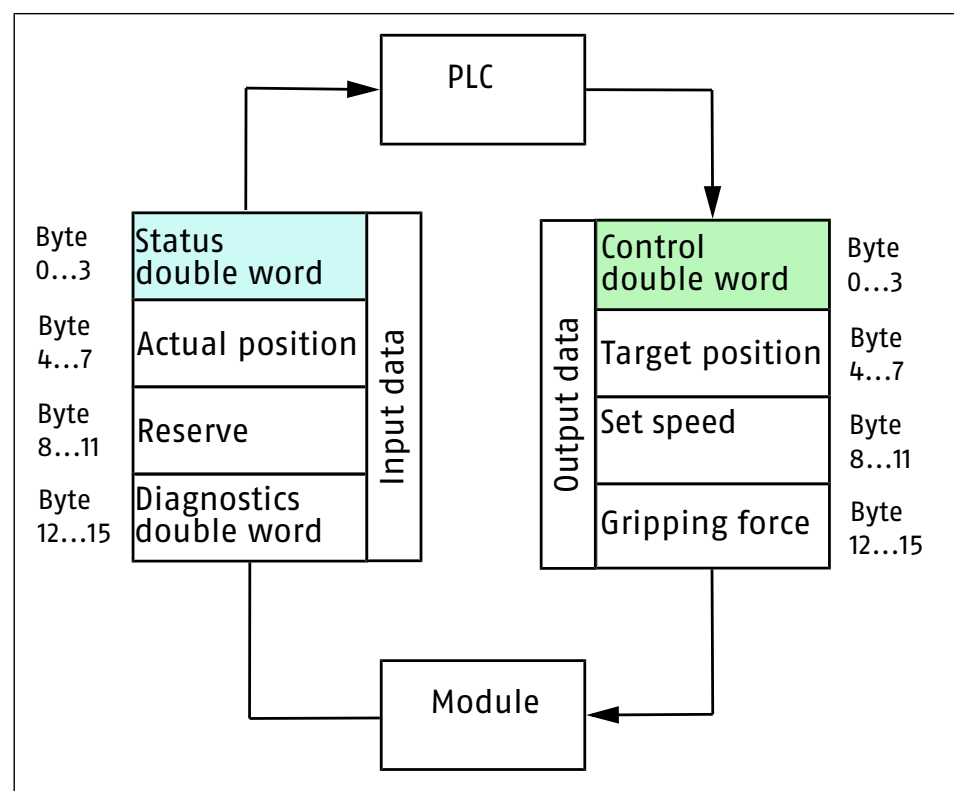 PLC
Byte
0...3
Status
double word
Byte
4...7
Actual position
Byte
8...11
Reserve
Byte
12...15
Diagnostics
double word
Input data
Output data
Control
double word
Byte
0...3
Target position
Byte
4...7
Set speed
Byte
8...11
Gripping force
Byte
12...15
Module